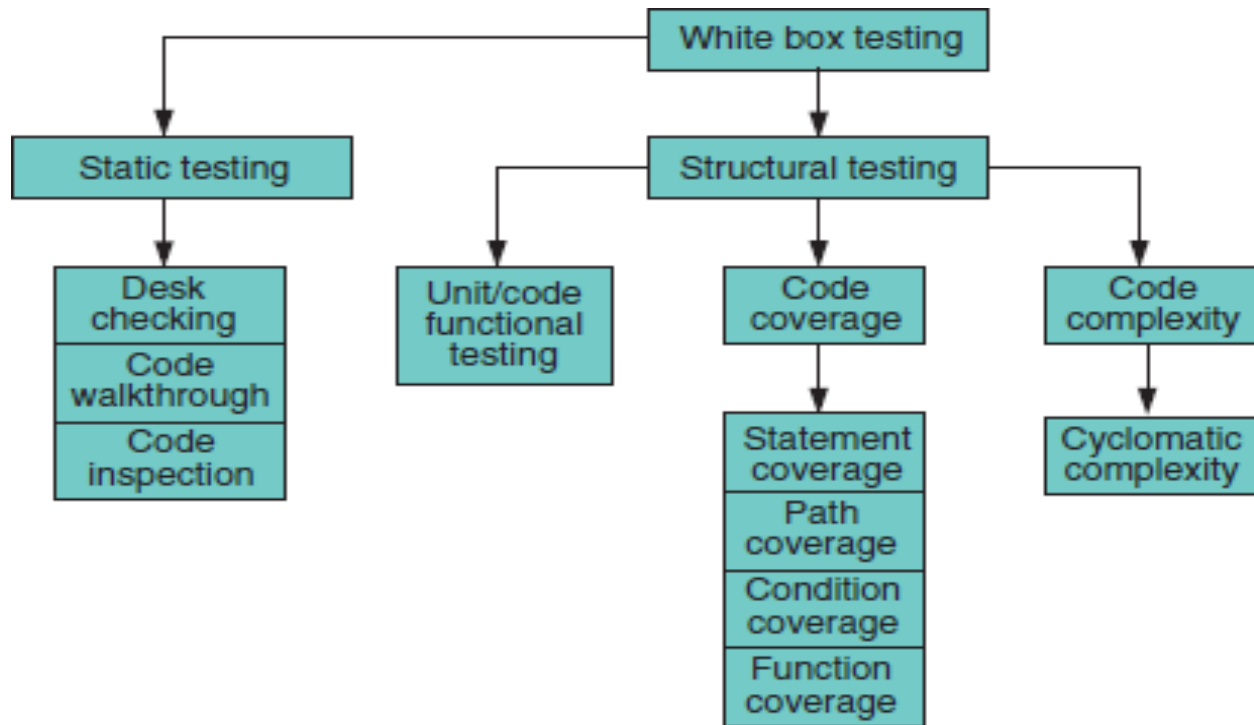 White box testing
Static testing
Structural testing
Desk
checking
Code
walkthrough
Code
inspection
Unit/code
functional
testing
Code
coverage
Statement
coverage
Path
coverage
Condition
coverage
Function
coverage
Code
complexity
Cyclomatic
complexity